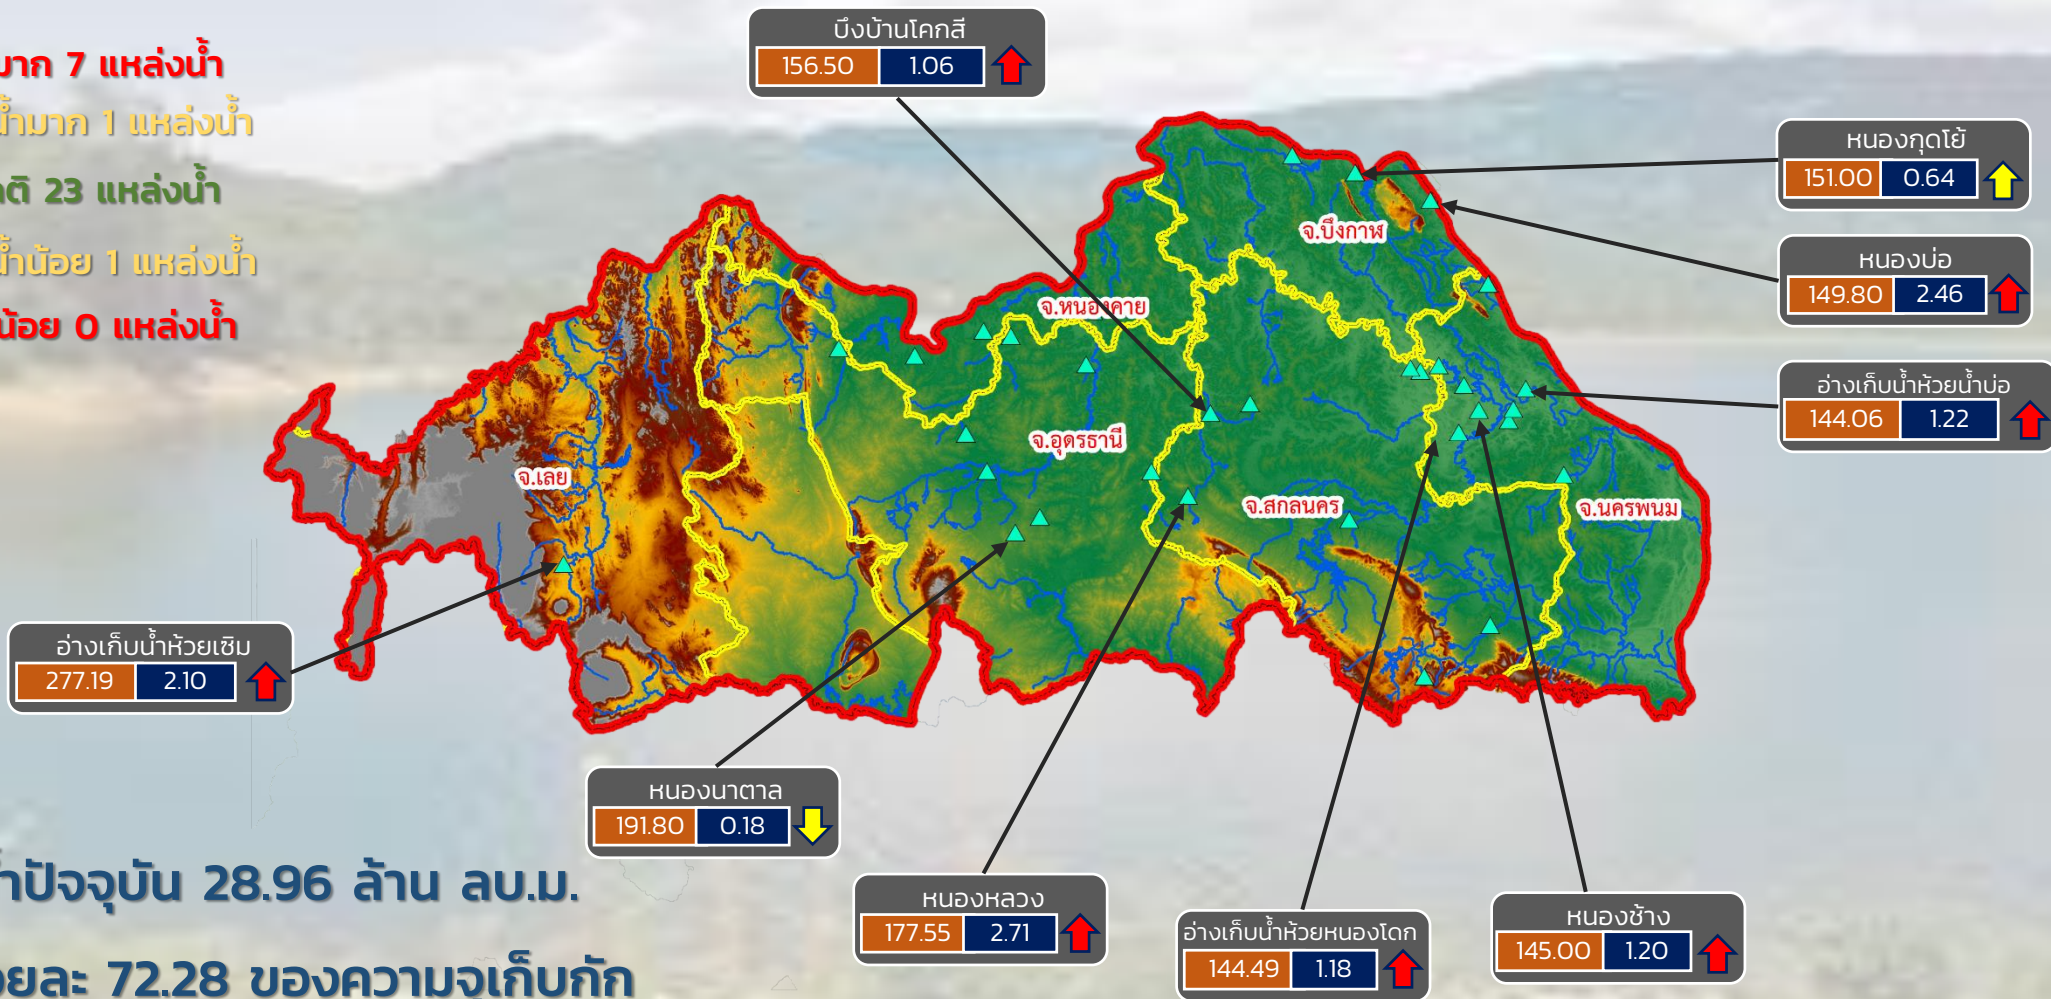 มาก 7 แหล่งน้ำ
น้ำมาก 1 แหล่งน้ำ
ติ 23 แหล่งน้ำ
น้ำน้อย 1 แหล่งน้ำ
น้อย 0 แหล่งน้ำ
บึงบ้านโคกสี
156.50 1.06
หนองกุดโย้
151.00 0.64
หนองบ่อ
149.80 2.46
อ่างเก็บน้ำห้วยน้ำบ่อ
144.06 1.22
จ.บึงกาฬ
จ.หนองคาย
จ.อุดรธานี
จ.เลย
จ.สกลนคร
จ.นครพนม
อ่างเก็บน้ำห้วยเซิม
277.19 2.10
หนองนาตาล
191.80 0.18
หนองหลวง
177.55 2.71
อ่างเก็บน้ำห้วยหนองโดก
144.49 1.18
หนองช้าง
145.00 1.20
ปัจจุบัน 28.96 ล้าน ลบ.ม.
ยละ 72.28 ของความจุเก็บกัก